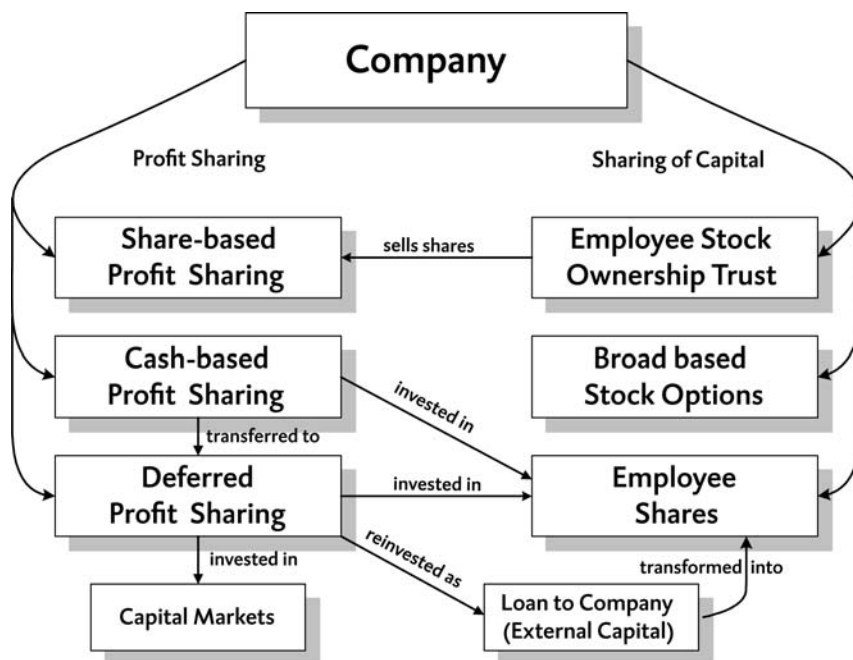 Company
Profit Sharing
Sharing of Capital
Share-based
Profit Sharing
sells shares
Employee Stock
Ownership Trust
Cash-based
Profit Sharing
invested in
Broad based
Stock Options
transferred to
Deferred
Profit Sharing
invested in
Employee
Shares
invested in
reinvested as
transformed into
Capital Markets
Loan to Company
(External Capital)